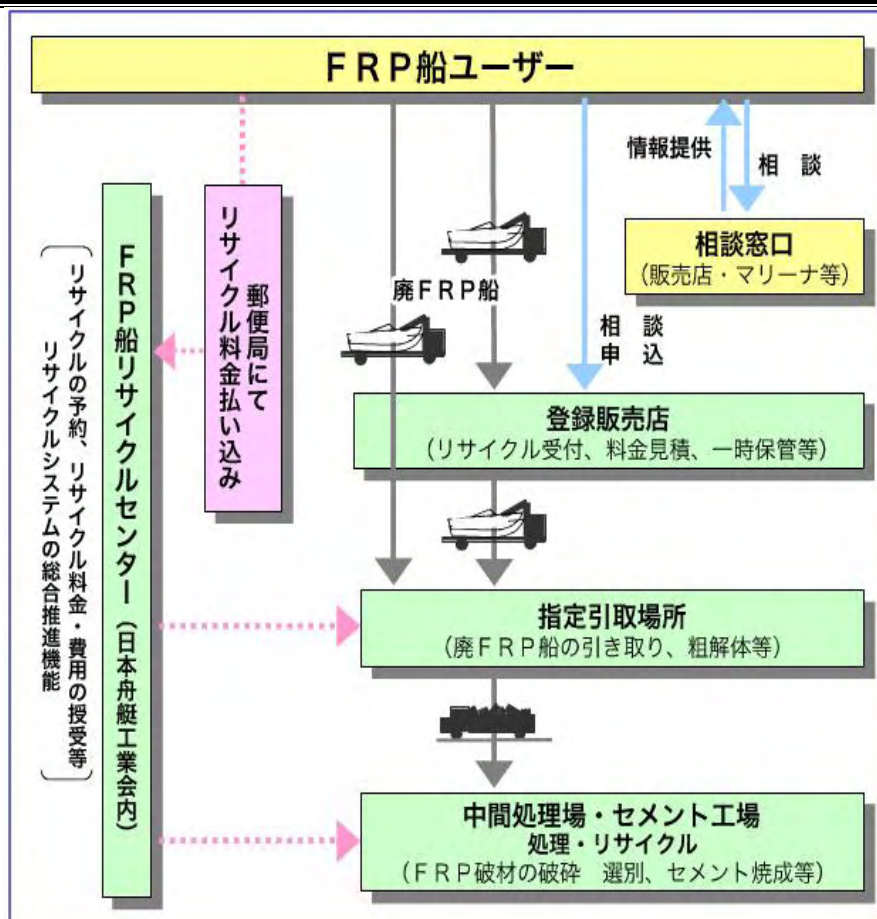 FRP船ユーザー
情報提供
相 談
相談窓口
(販売店・マリーナ等)
廃FRP船
相 談
申 込
郵便局にて
リサイクル料金払い込み
FRP船リサイクルセンター(日本舟艇工業会内)
リサイクルの予約、リサイクル料金・費用の授受等
リサイクルシステムの総合推進機能
登録販売店
(リサイクル受付、料金見積、一時保管等)
指定引取場所
(廃FRP船の引き取り、粗解体等)
中間処理場・セメント工場
処理・リサイクル
(FRP破材の破砕 選別、セメント焼成等)